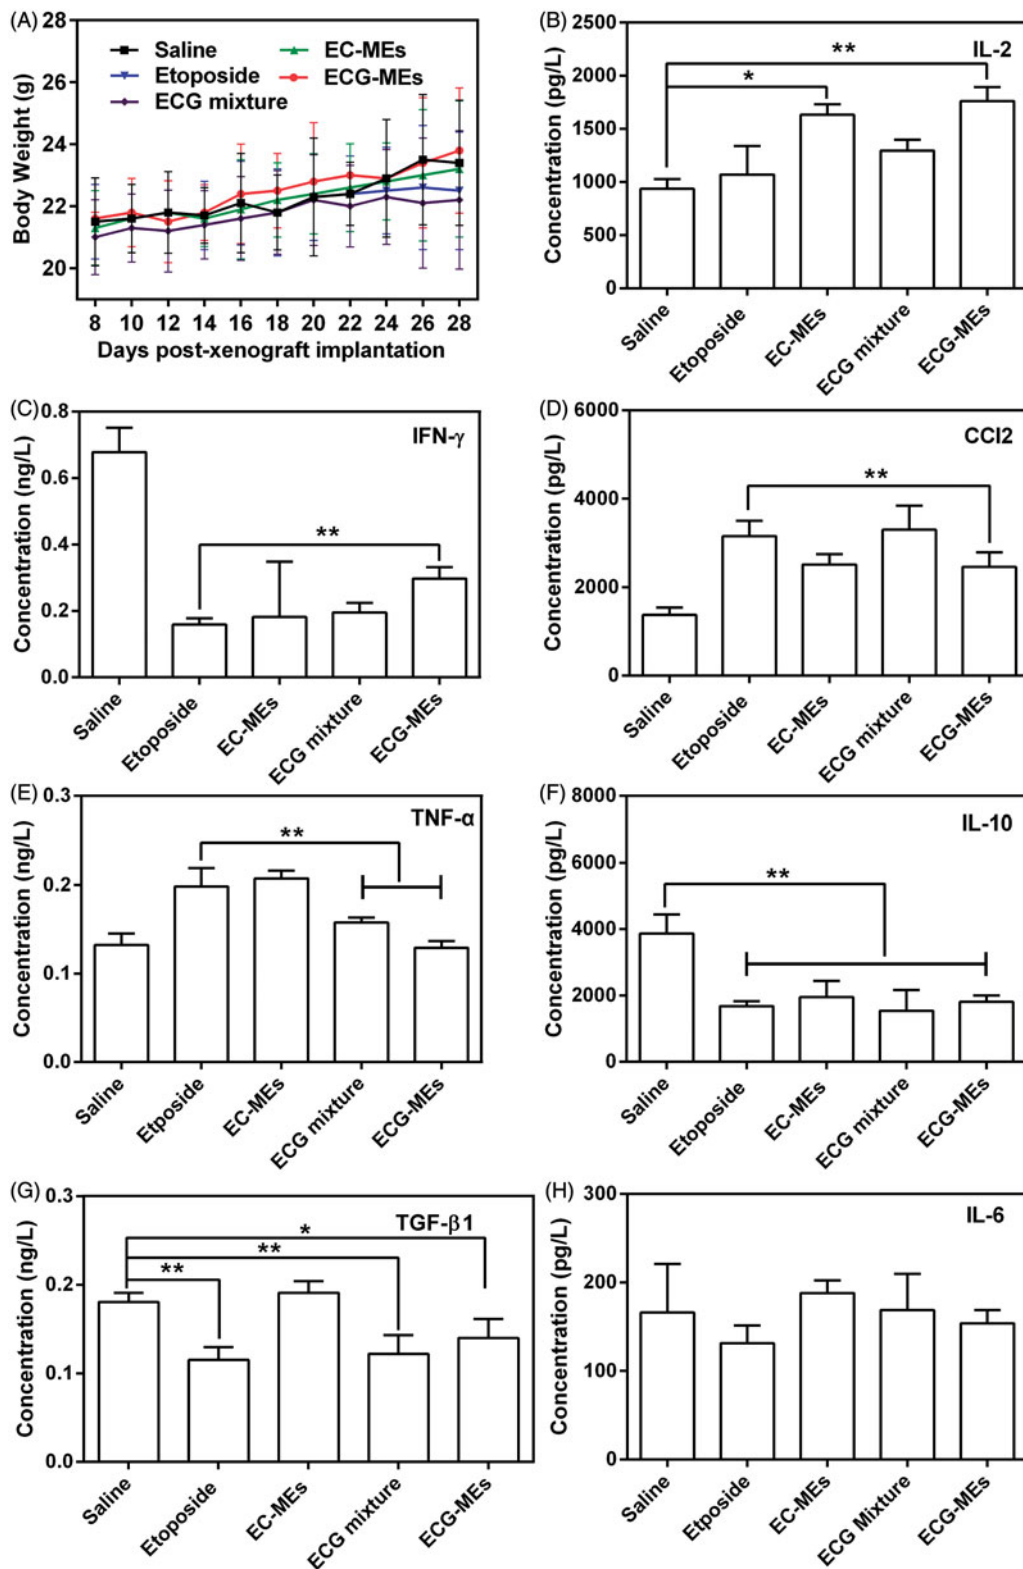 (A)
28
26
24
22
20
Body Weight (g)
Saline
Etoposide
ECG mixture
EC-MEs
ECG-MEs
8 10 12 14 16 18 20 22 24 26 28
Days post-xenograft implantation
(B)
IL-2
2500
2000
1500
1000
500
0
Concentration (pg/L)
*
**
Saline
Etoposide
EC-MEs
ECG mixture
ECG-MEs
(C)
IFN-γ
0.8
0.6
0.4
0.2
0.0
Concentration (ng/L)
**
Saline
Etoposide
EC-MEs
ECG mixture
ECG-MEs
(D)
CCl2
6000
4000
2000
0
Concentration (pg/L)
**
Saline
Etoposide
EC-MEs
ECG mixture
ECG-MEs
(E)
TNF-α
0.3
0.2
0.1
0.0
Concentration (ng/L)
**
Saline
Etposide
EC-MEs
ECG mixture
ECG-MEs
(F)
IL-10
8000
6000
4000
2000
0
Concentration (pg/L)
**
Saline
Etposide
EC-MEs
ECG mixture
ECG-MEs
(G)
TGF-β1
0.3
0.2
0.1
0.0
Concentration (ng/L)
*
**
**
Saline
Etoposide
EC-MEs
ECG mixture
ECG-MEs
(H)
IL-6
300
200
100
0
Concentration (pg/L)
Saline
Etposide
EC-MEs
ECG Mixture
ECG-MEs